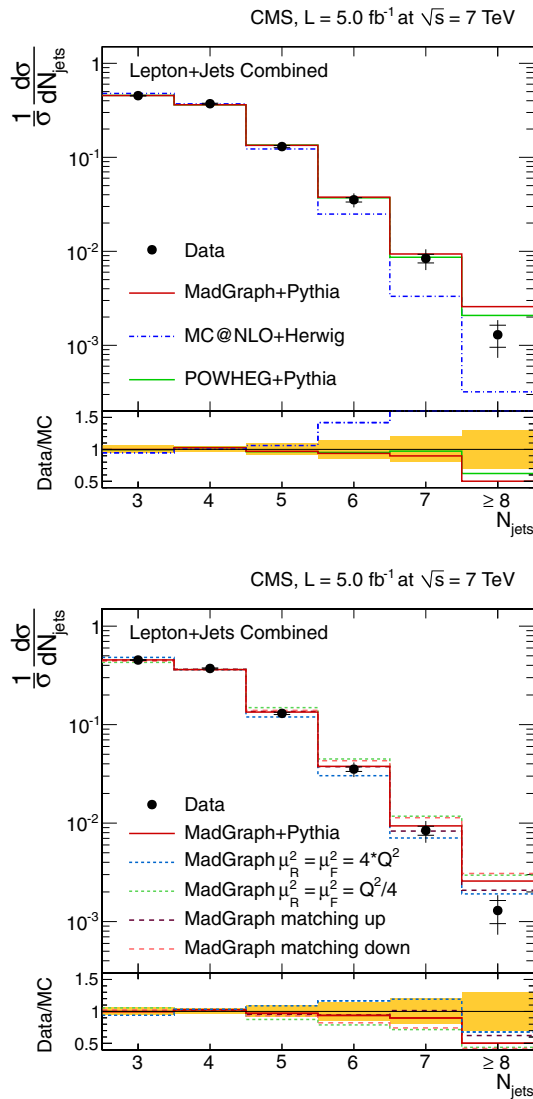 CMS, L = 5.0 fb⁻¹ at √s = 7 TeV
1/σ dσ/dN_jets
Lepton+Jets Combined
1
10⁻¹
10⁻²
10⁻³
Data
MadGraph+Pythia
MC@NLO+Herwig
POWHEG+Pythia
Data/MC
1.5
1
0.5
3 4 5 6 7 ≥ 8
N_jets
CMS, L = 5.0 fb⁻¹ at √s = 7 TeV
1/σ dσ/dN_jets
Lepton+Jets Combined
1
10⁻¹
10⁻²
10⁻³
Data
MadGraph+Pythia
MadGraph μ_R² = μ_F² = 4*Q²
MadGraph μ_R² = μ_F² = Q²/4
MadGraph matching up
MadGraph matching down
Data/MC
1.5
1
0.5
3 4 5 6 7 ≥ 8
N_jets